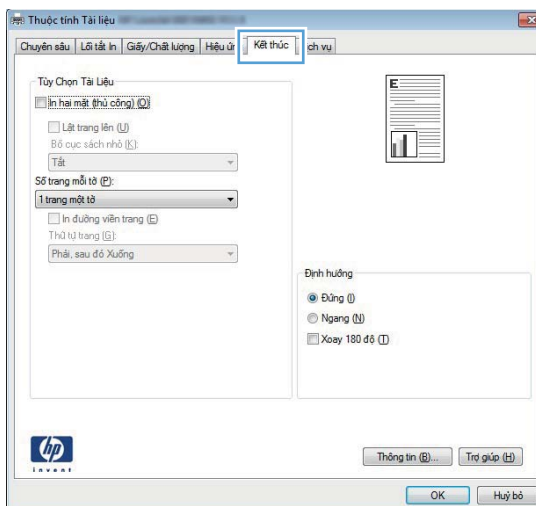 Thuộc tính Tài liệu
Chuyên sâu Lối tắt In Giấy/Chất lượng Hiệu ứn Kết thúc ịch vụ
Tùy Chọn Tài Liệu
In hai mặt (thủ công) (O)
Lật trang lên (U)
Bố cục sách nhỏ (K):
Tắt
Số trang mỗi tờ (P):
1 trang một tờ
In đường viền trang (E)
Thứ tự trang (G):
Phải, sau đó Xuống
E
Định hướng
Đứng (I)
Ngang (N)
Xoay 180 độ (T)
hp
invent
Thông tin (B)... Trợ giúp (H)
OK Huỷ bỏ